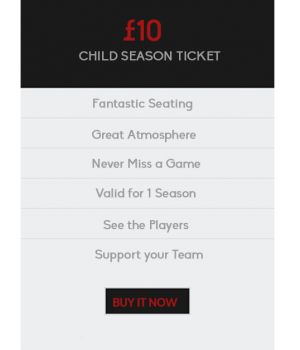 £10
CHILD SEASON TICKET
Fantastic Seating
Great Atmosphere
Never Miss a Game
Valid for 1 Season
See the Players
Support your Team
BUY IT NOW